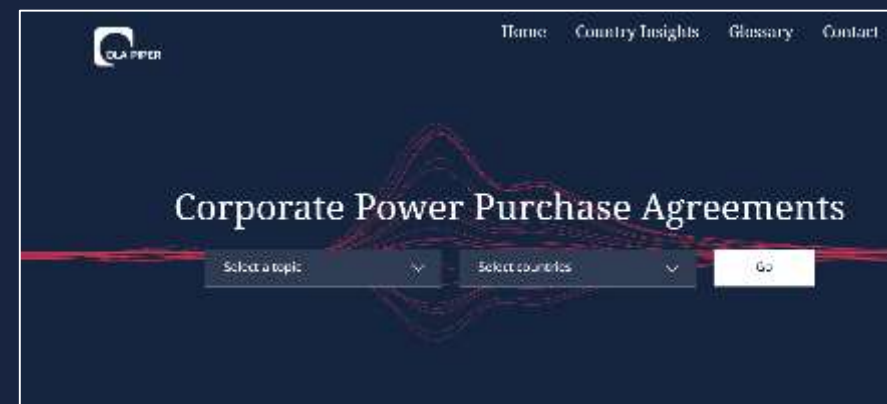 DLA PIPER
Home Country Insights Glossary Contact
Corporate Power Purchase Agreements
Select a topic Select countries Go